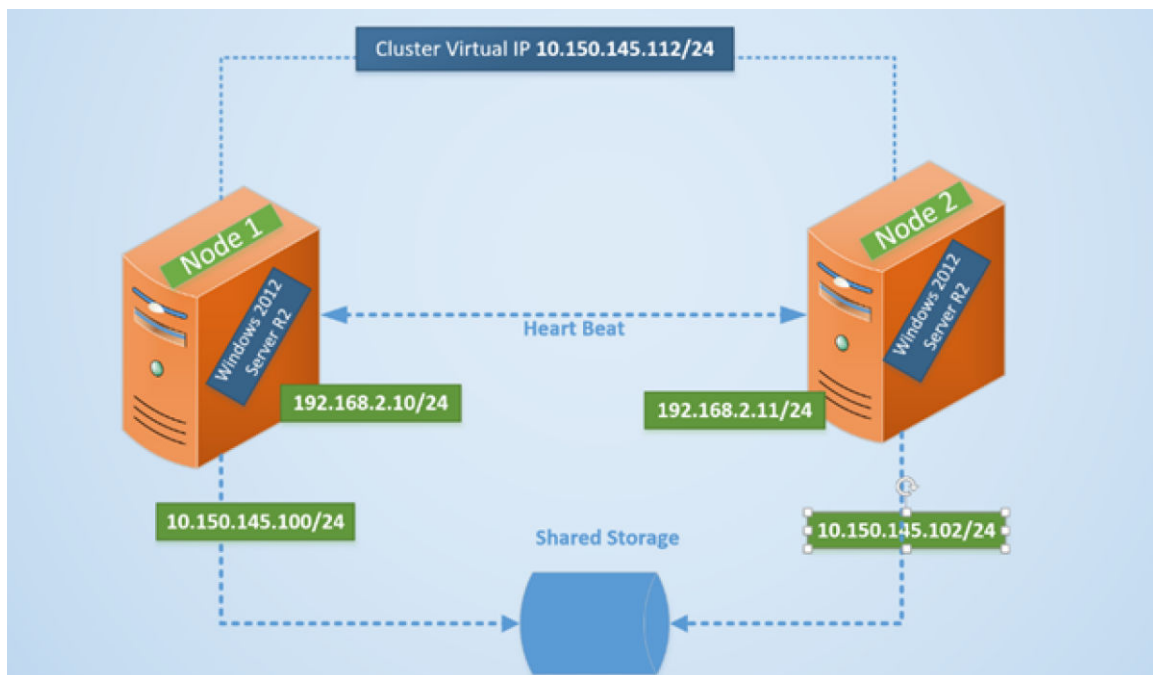 Cluster Virtual IP 10.150.145.112/24
Node 1
Windows 2012
Server R2
Node 2
Windows 2012
Server R2
Heart Beat
192.168.2.10/24
192.168.2.11/24
10.150.145.100/24
Shared Storage
10.150.145.102/24